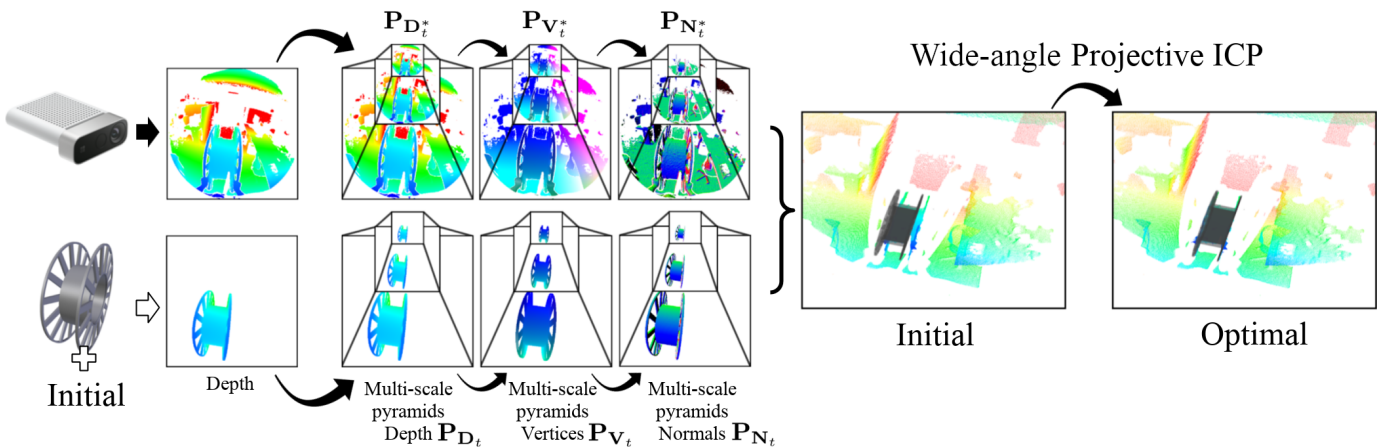 P_{D_t^*}
P_{V_t^*}
P_{N_t^*}
Wide-angle Projective ICP
Initial
Depth
Multi-scale
pyramids
Depth P_{D_t}
Multi-scale
pyramids
Vertices P_{V_t}
Multi-scale
pyramids
Normals P_{N_t}
Initial
Optimal